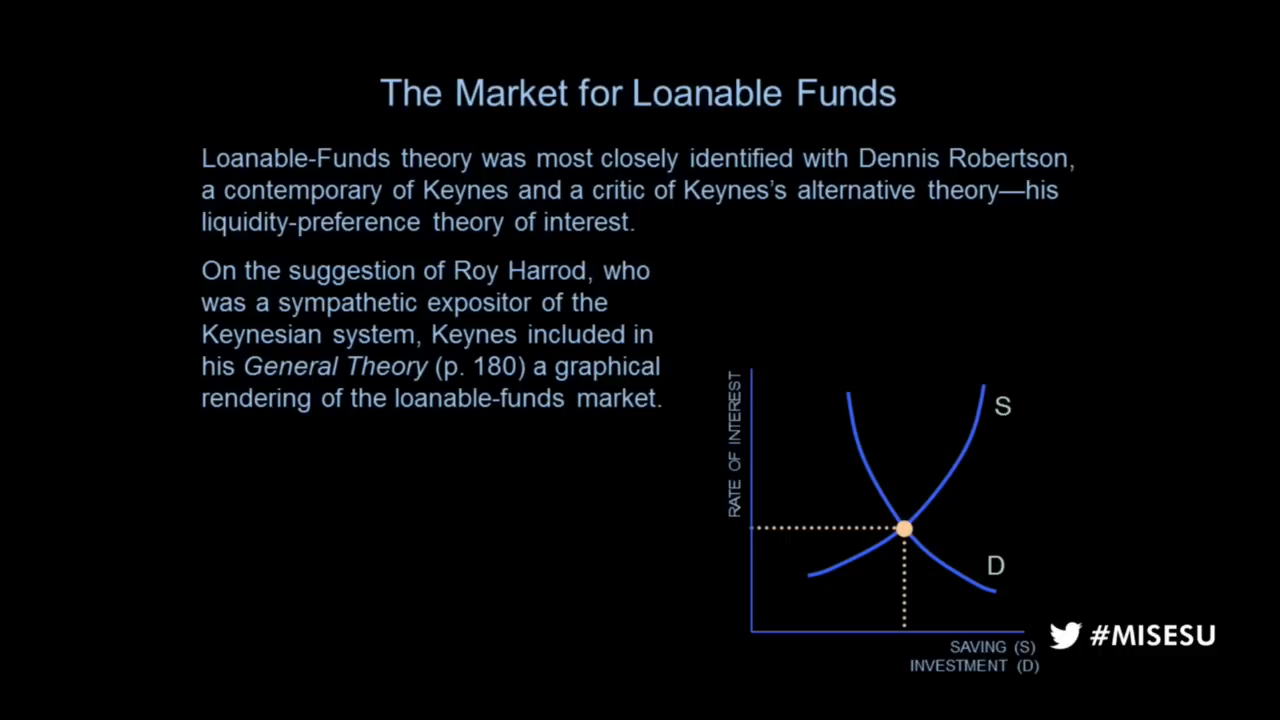 The Market for Loanable Funds
Loanable-Funds theory was most closely identified with Dennis Robertson,
a contemporary of Keynes and a critic of Keynes’s alternative theory—his
liquidity-preference theory of interest.
On the suggestion of Roy Harrod, who
was a sympathetic expositor of the
Keynesian system, Keynes included in
his General Theory (p. 180) a graphical
rendering of the loanable-funds market.
RATE OF INTEREST
S
D
SAVING (S)
INVESTMENT (D)
#MISESU